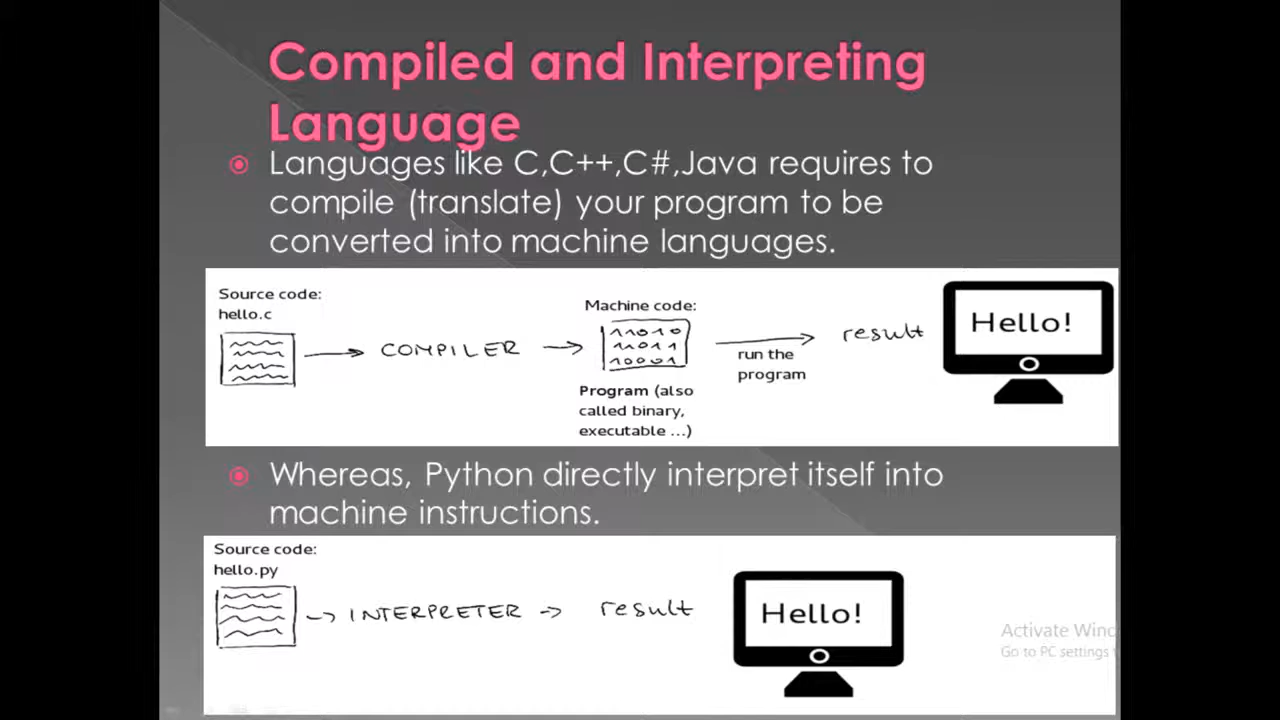 Compiled and Interpreting
Language
Languages like C,C++,C#,Java requires to
compile (translate) your program to be
converted into machine languages.
Source code:
hello.c
COMPILER
Machine code:
11010
11011
10001
Program (also
called binary,
executable ...)
run the
program
result
Hello!
Whereas, Python directly interpret itself into
machine instructions.
Source code:
hello.py
INTERPRETER
result
Hello!
Activate Wind
Go to PC settings t